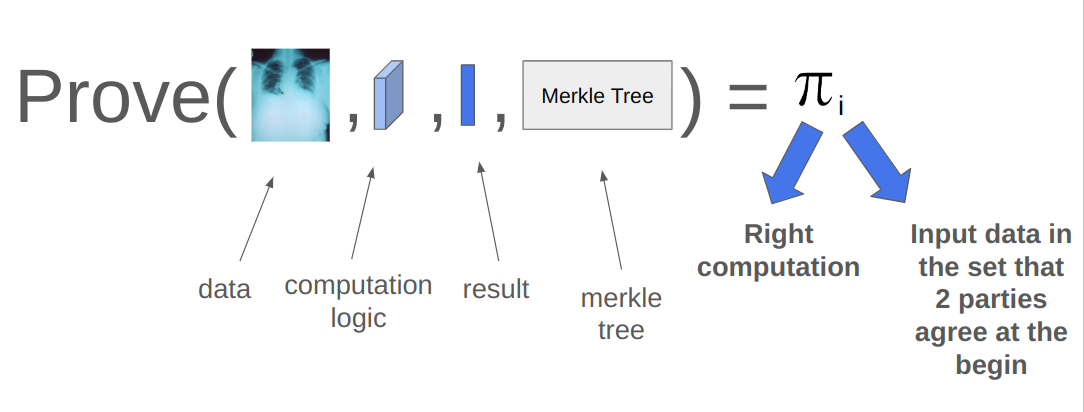 Prove( , , , Merkle Tree ) = πi
data
computation
logic
result
merkle
tree
Right
computation
Input data in
the set that
2 parties
agree at the
begin